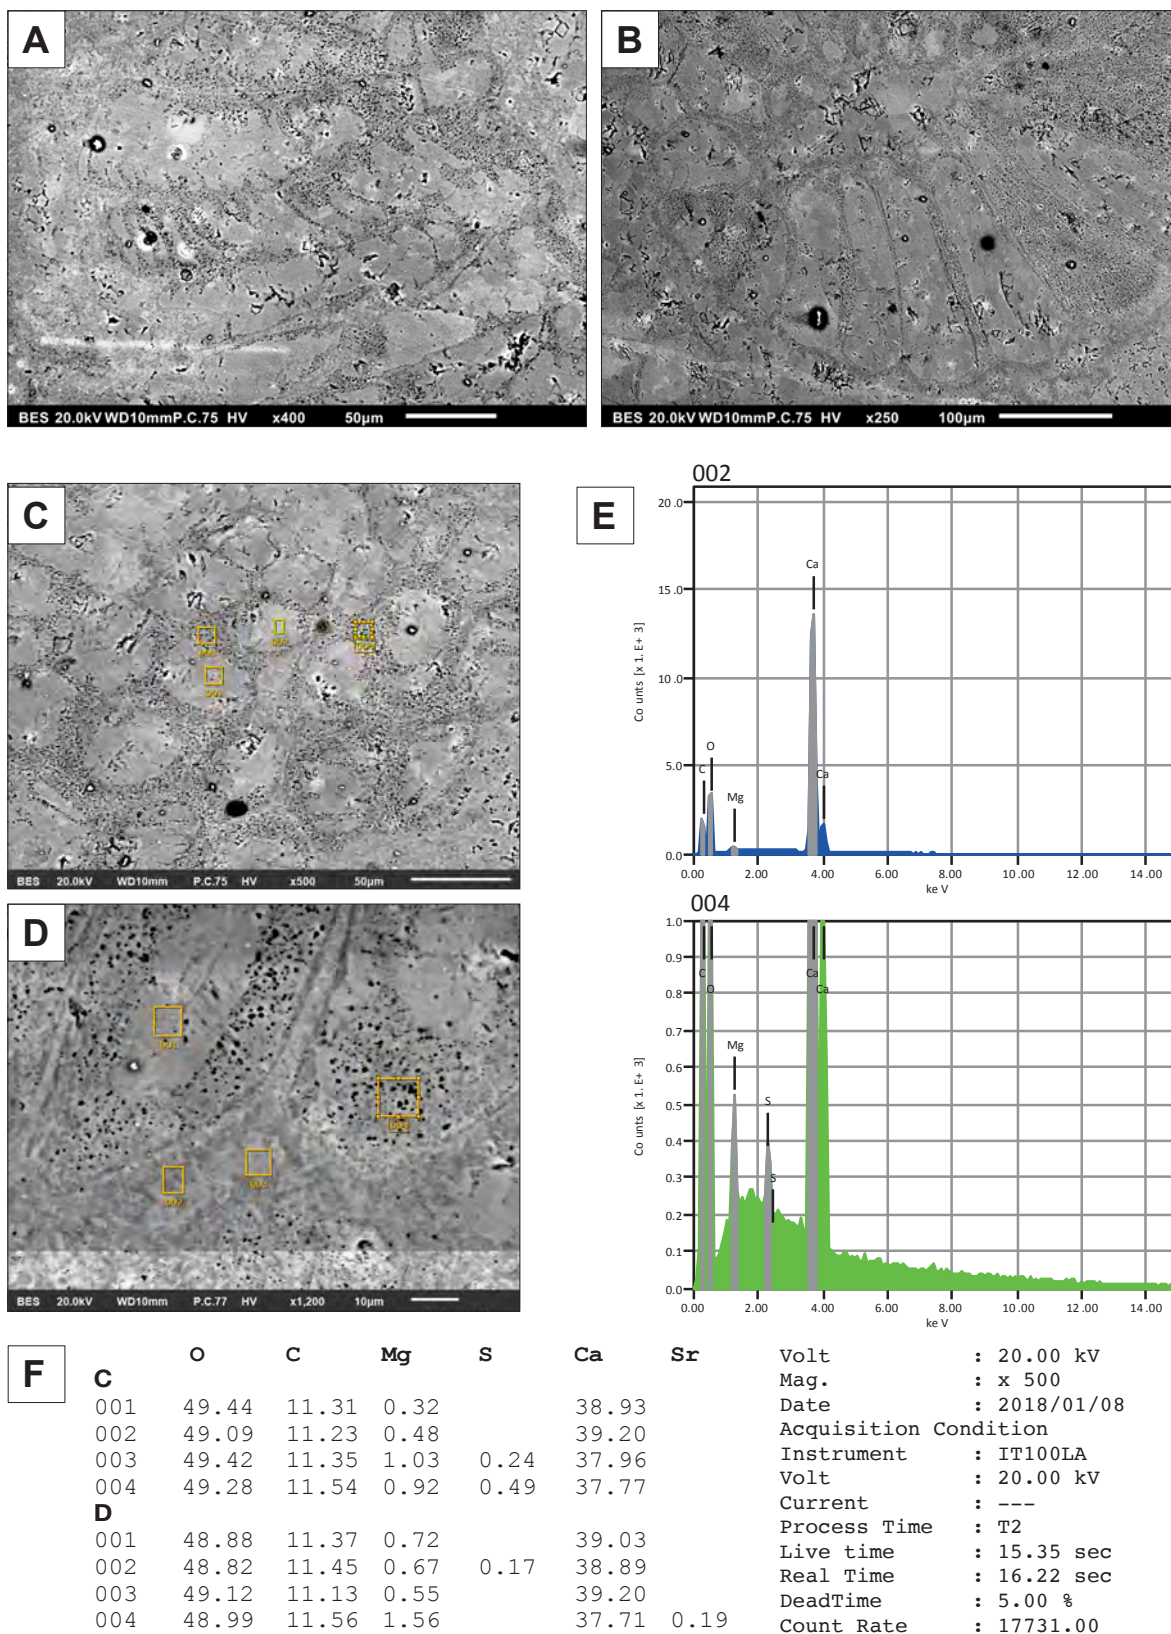 A
BES 20.0kV WD10mmP.C.75 HV x400 50µm
B
BES 20.0kV WD10mmP.C.75 HV x250 100µm
C
002
003
004
001
BES 20.0kV WD10mm P.C.75 HV x500 50µm
D
001
004
003
002
BES 20.0kV WD10mm P.C.77 HV x1,200 10µm
E
002
Co unts [x 1. E+ 3]
20.0
15.0
10.0
5.0
0.0
C
O
Mg
Ca
Ca
0.00 2.00 4.00 6.00 8.00 10.00 12.00 14.00
ke V
004
Co unts [x 1. E+ 3]
1.0
0.9
0.8
0.7
0.6
0.5
0.4
0.3
0.2
0.1
0.0
C
O
Mg
S
S
Ca
Ca
0.00 2.00 4.00 6.00 8.00 10.00 12.00 14.00
ke V
F
O C Mg S Ca Sr
C
001 49.44 11.31 0.32 38.93
002 49.09 11.23 0.48 39.20
003 49.42 11.35 1.03 0.24 37.96
004 49.28 11.54 0.92 0.49 37.77
D
001 48.88 11.37 0.72 39.03
002 48.82 11.45 0.67 0.17 38.89
003 49.12 11.13 0.55 39.20
004 48.99 11.56 1.56 37.71 0.19
Volt : 20.00 kV
Mag. : x 500
Date : 2018/01/08
Acquisition Condition
Instrument : IT100LA
Volt : 20.00 kV
Current : ---
Process Time : T2
Live time : 15.35 sec
Real Time : 16.22 sec
DeadTime : 5.00 %
Count Rate : 17731.00